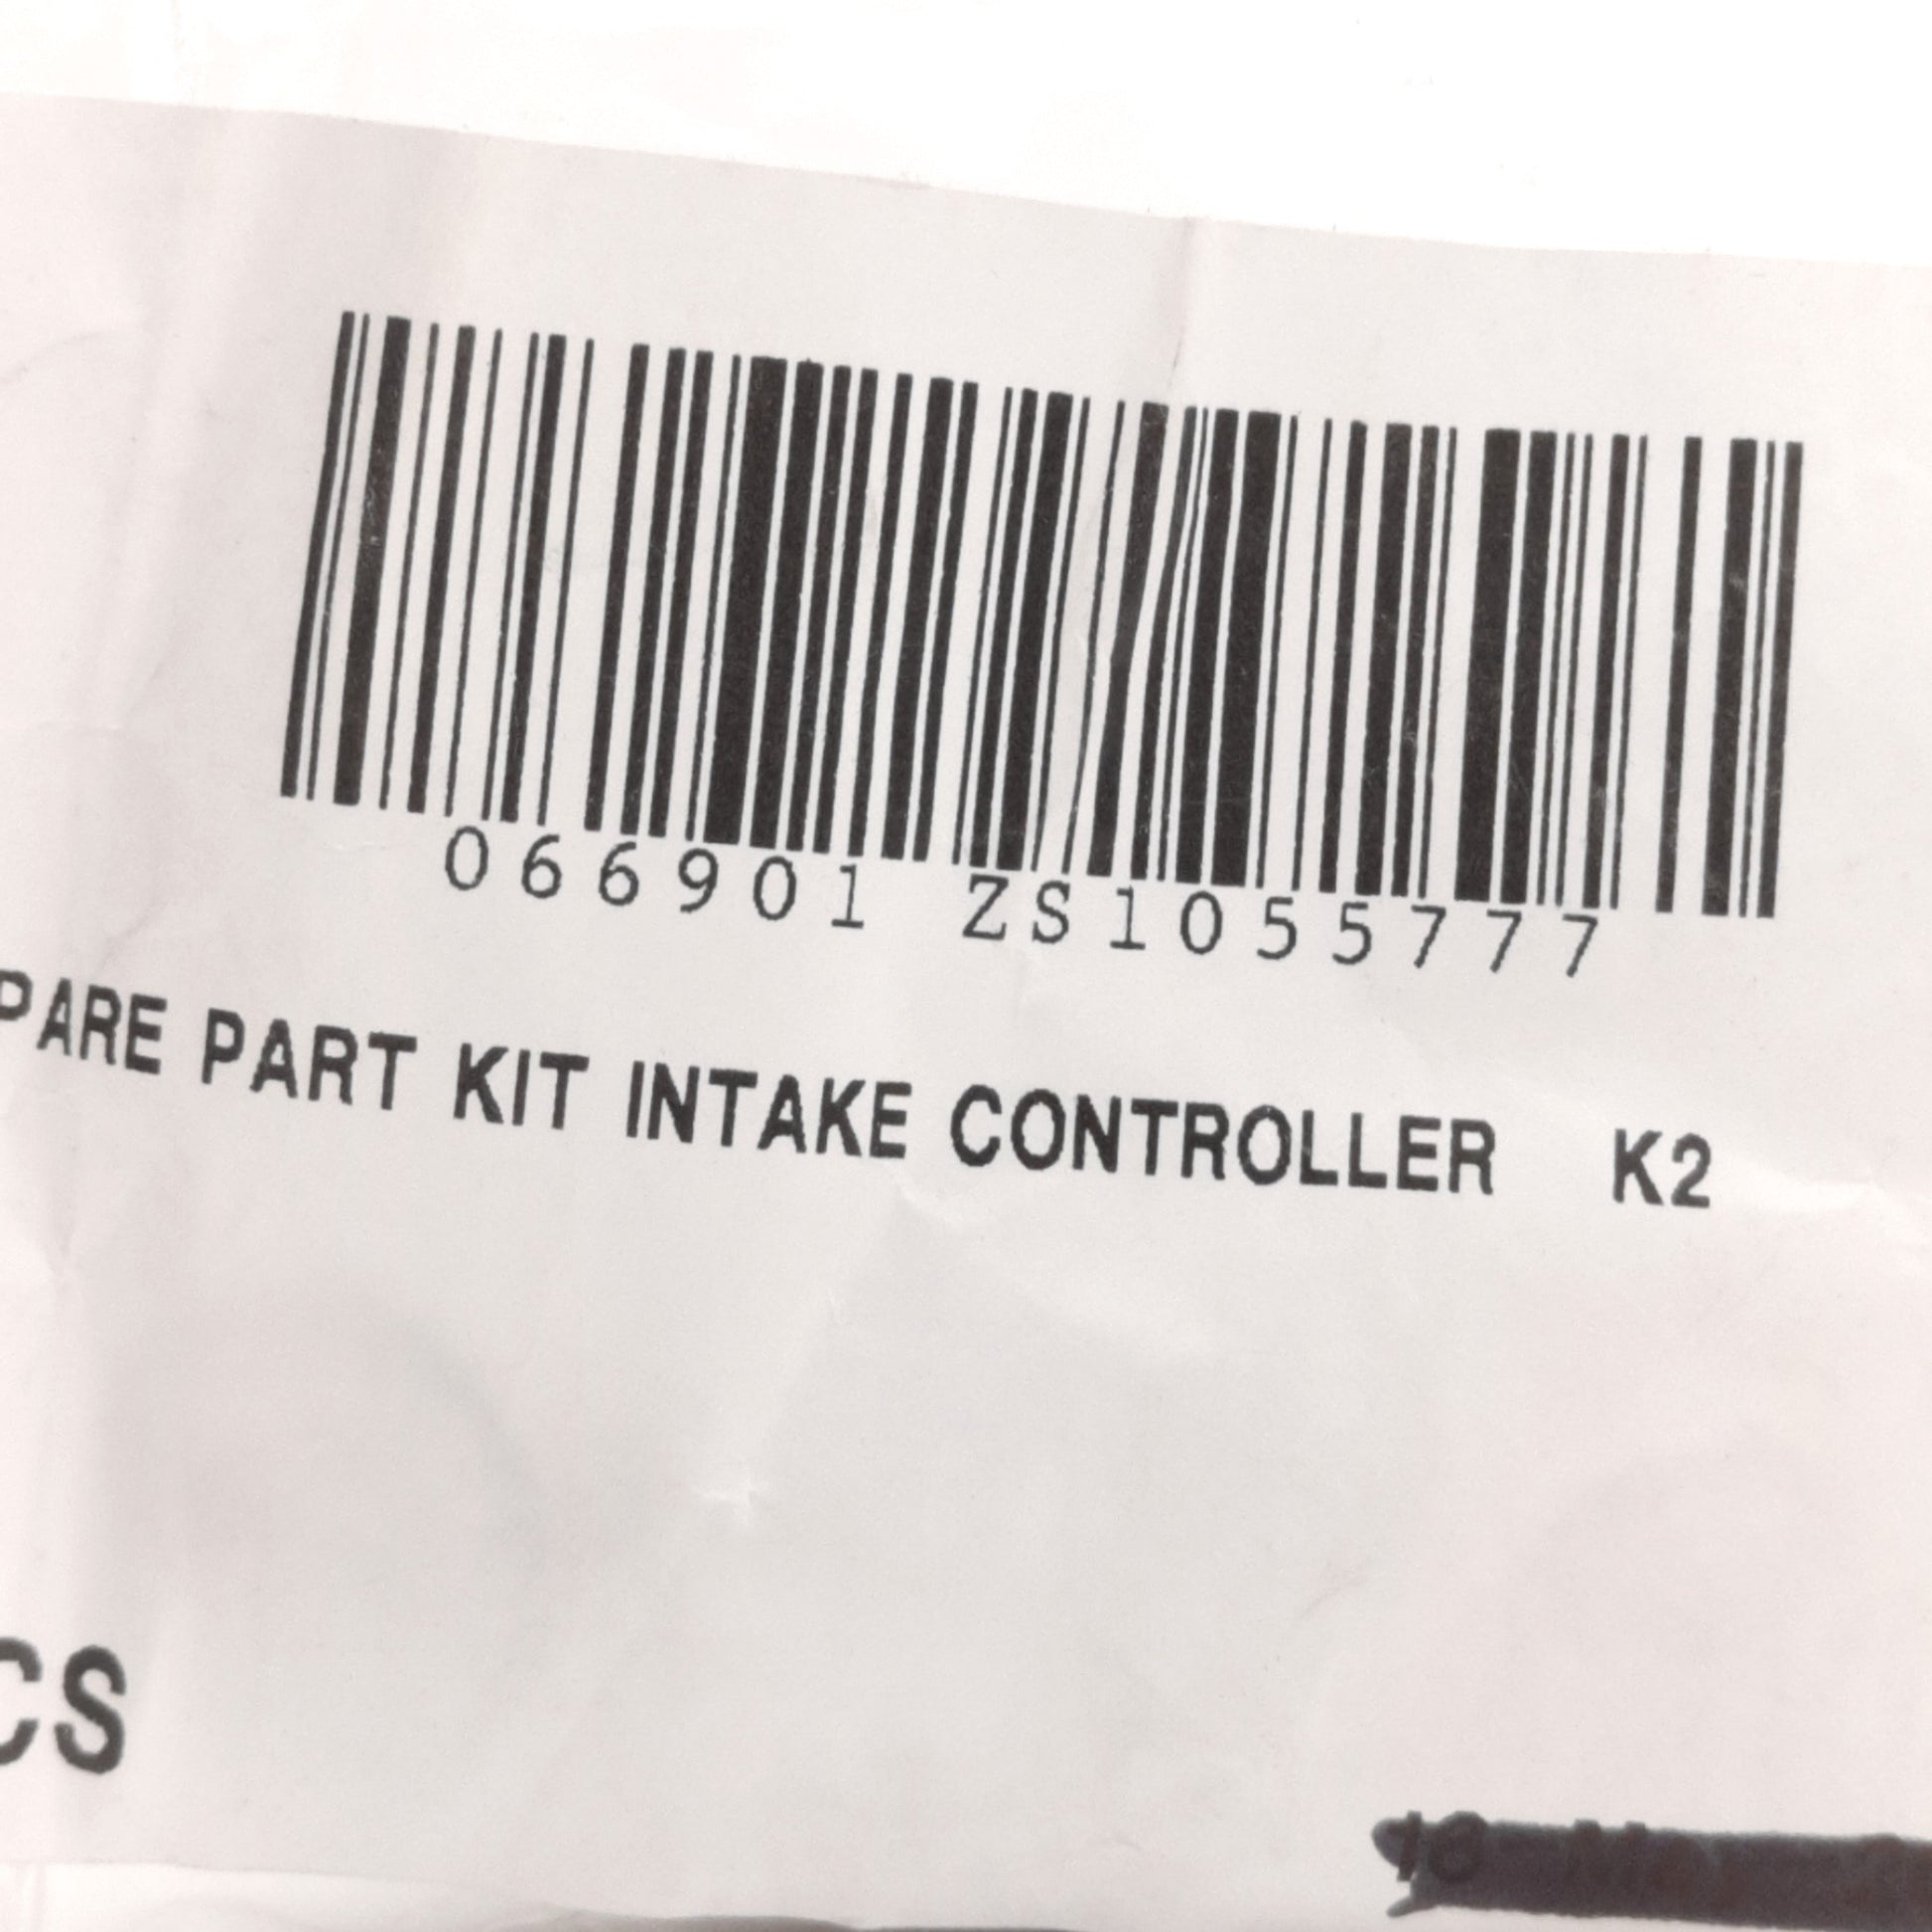 066901 ZS1055777
PARE PART KIT INTAKE CONTROLLER K2
CS